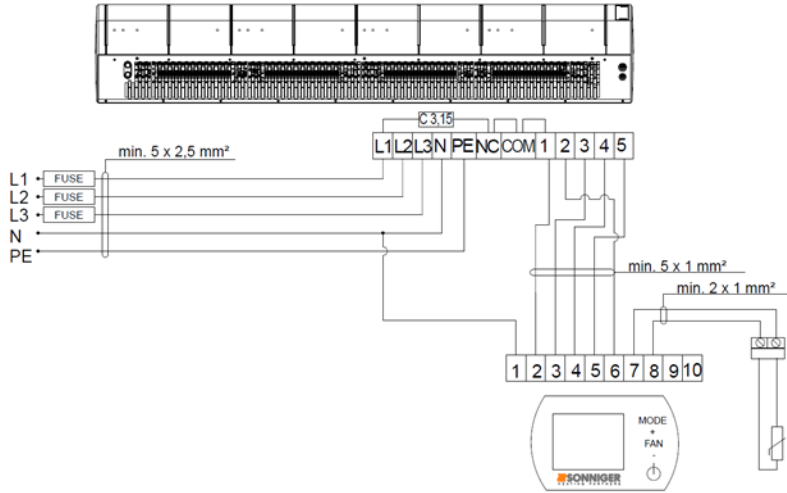 C 3,15
L1 L2 L3 N PE NC COM 1 2 3 4 5
min. 5 x 2,5 mm²
L1 FUSE
L2 FUSE
L3 FUSE
N
PE
min. 5 x 1 mm²
min. 2 x 1 mm²
1 2 3 4 5 6 7 8 9 10
MODE
+
FAN
-
SONNIGER
HEATING PARTNERS